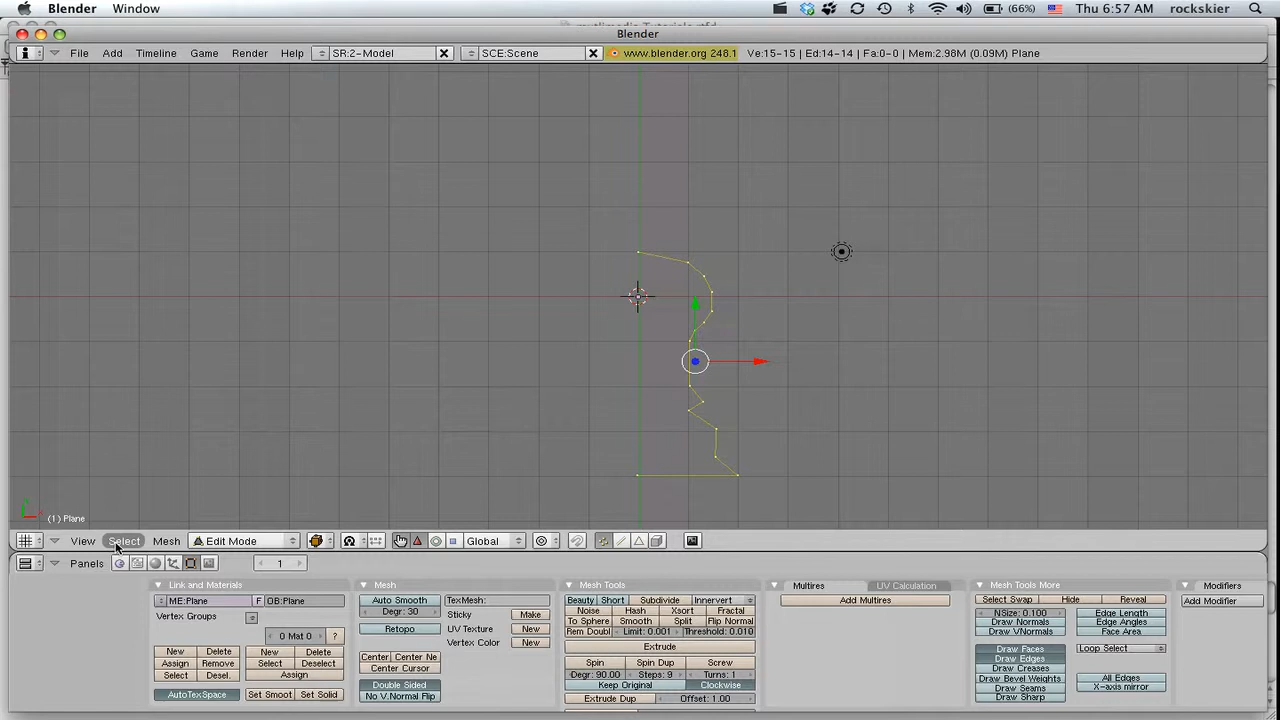 Blender Window (66%) Thu 6:57 AM rockskier
Blender
File Add Timeline Game Render Help SR:2-Model SCE:Scene www.blender.org 248.1 Ve:15-15 | Ed:14-14 | Fa:0-0 | Mem:2.98M (0.09M) Plane
(1) Plane
View Select Mesh Edit Mode Global
Panels 1
Link and Materials Mesh Mesh Tools Multires UV Calculation Mesh Tools More Modifiers
ME:Plane F OB:Plane Auto Smooth TexMesh: Beauty Short Subdivide Innervert Add Multires Select Swap Hide Reveal Add Modifier
Vertex Groups Degr: 30 Sticky Make Noise Hash Xsort Fractal NSize: 0.100 Edge Length
To Sphere Smooth Split Flip Normal Draw Normals Edge Angles
0 Mat 0 ? Retopo UV Texture New Rem Doubl Limit: 0.001 Threshold: 0.010 Draw VNormals Face Area
Vertex Color New Extrude Draw Faces Loop Select
New Delete New Delete Center Center Ne Spin Spin Dup Screw Draw Edges
Assign Remove Select Deselect Center Cursor Degr: 90.00 Steps: 9 Turns: 1 Draw Creases
Select Desel. Assign Double Sided Keep Original Clockwise Draw Bevel Weights All Edges
AutoTexSpace Set Smoot Set Solid No V.Normal Flip Extrude Dup Offset: 1.00 Draw Seams X-axis mirror
Draw Sharp